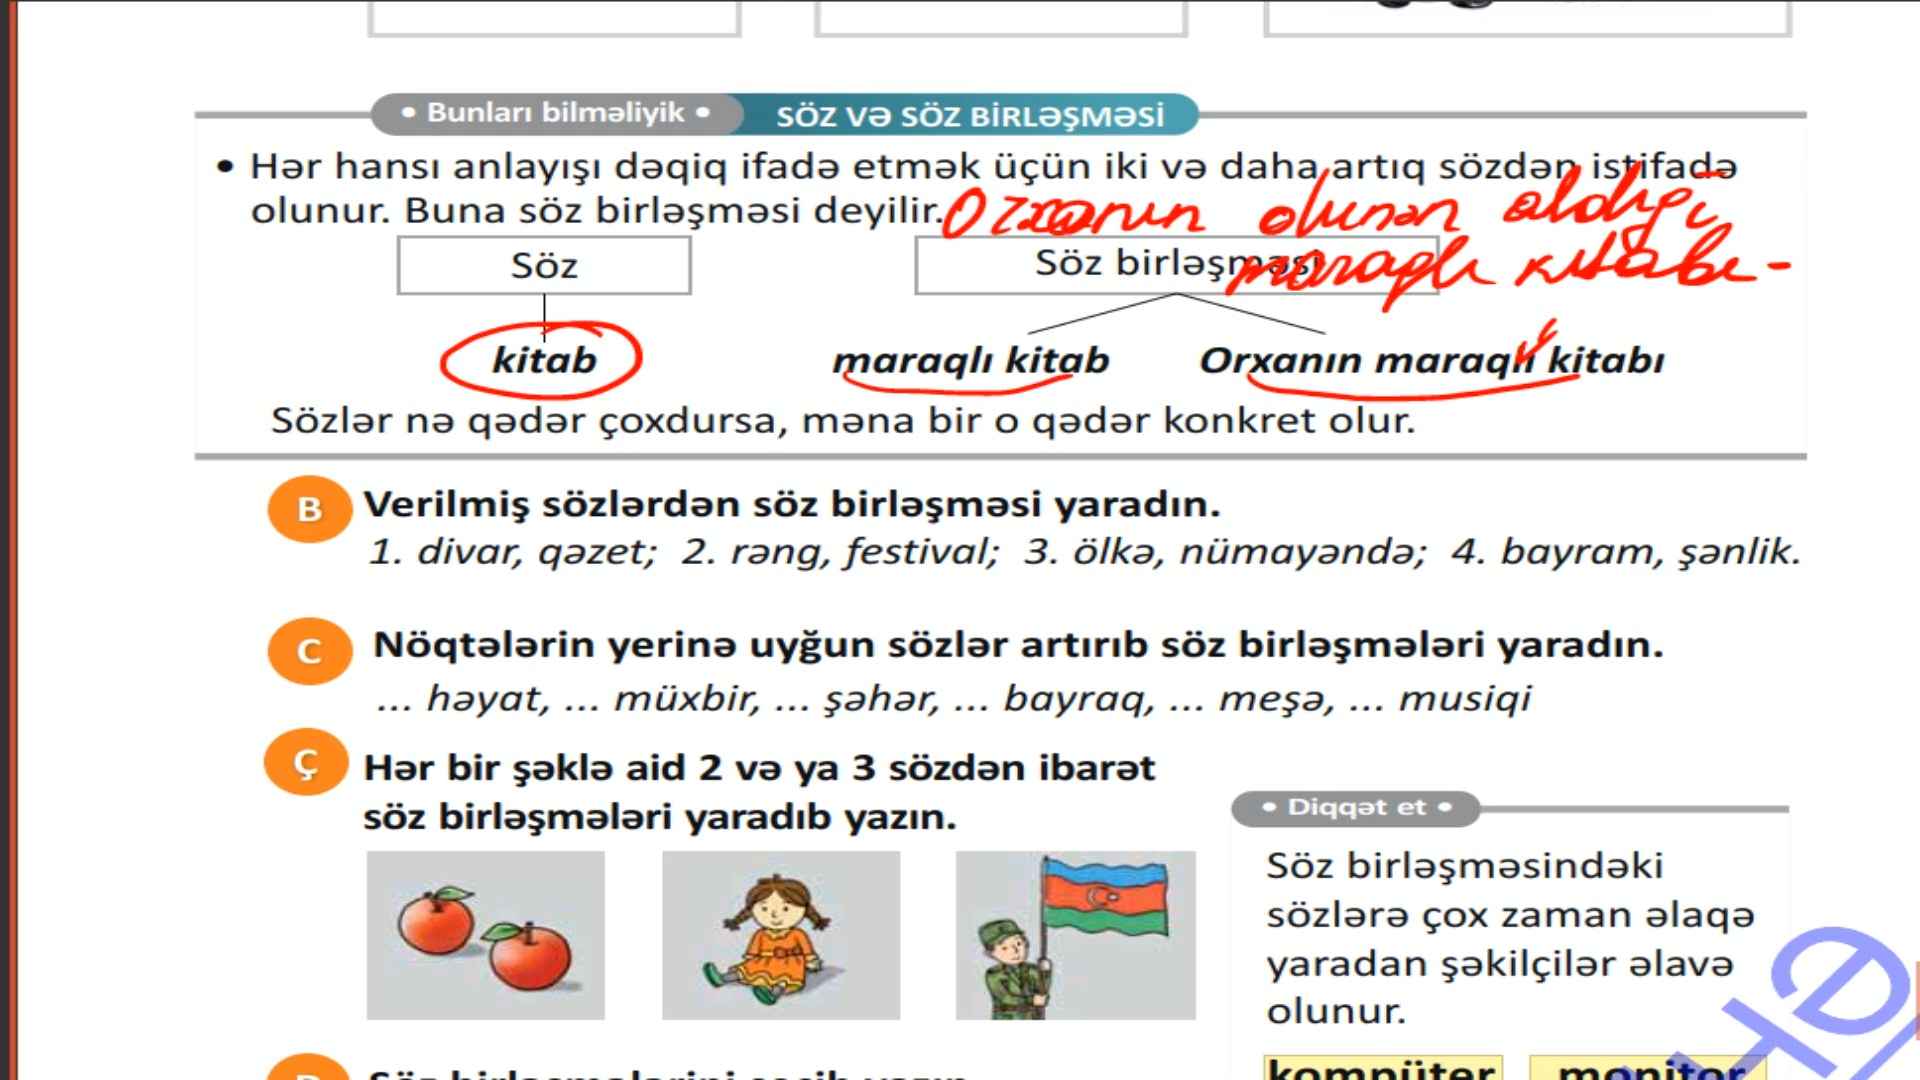 • Bunları bilməliyik • SÖZ VƏ SÖZ BİRLƏŞMƏSİ
• Hər hansı anlayışı dəqiq ifadə etmək üçün iki və daha artıq sözdən istifadə
olunur. Buna söz birləşməsi deyilir.
Söz
Söz birləşməsi
maraqlı
kitab
maraqlı kitab
Orxanın maraqlı kitabı
Sözlər nə qədər çoxdursa, məna bir o qədər konkret olur.
B Verilmiş sözlərdən söz birləşməsi yaradın.
1. divar, qəzet; 2. rəng, festival; 3. ölkə, nümayəndə; 4. bayram, şənlik.
C Nöqtələrin yerinə uyğun sözlər artırıb söz birləşmələri yaradın.
... həyat, ... müxbir, ... şəhər, ... bayraq, ... meşə, ... musiqi
Ç Hər bir şəklə aid 2 və ya 3 sözdən ibarət
söz birləşmələri yaradıb yazın.
• Diqqət et •
Söz birləşməsindəki
sözlərə çox zaman əlaqə
yaradan şəkilçilər əlavə
olunur.
kompüter
monitor